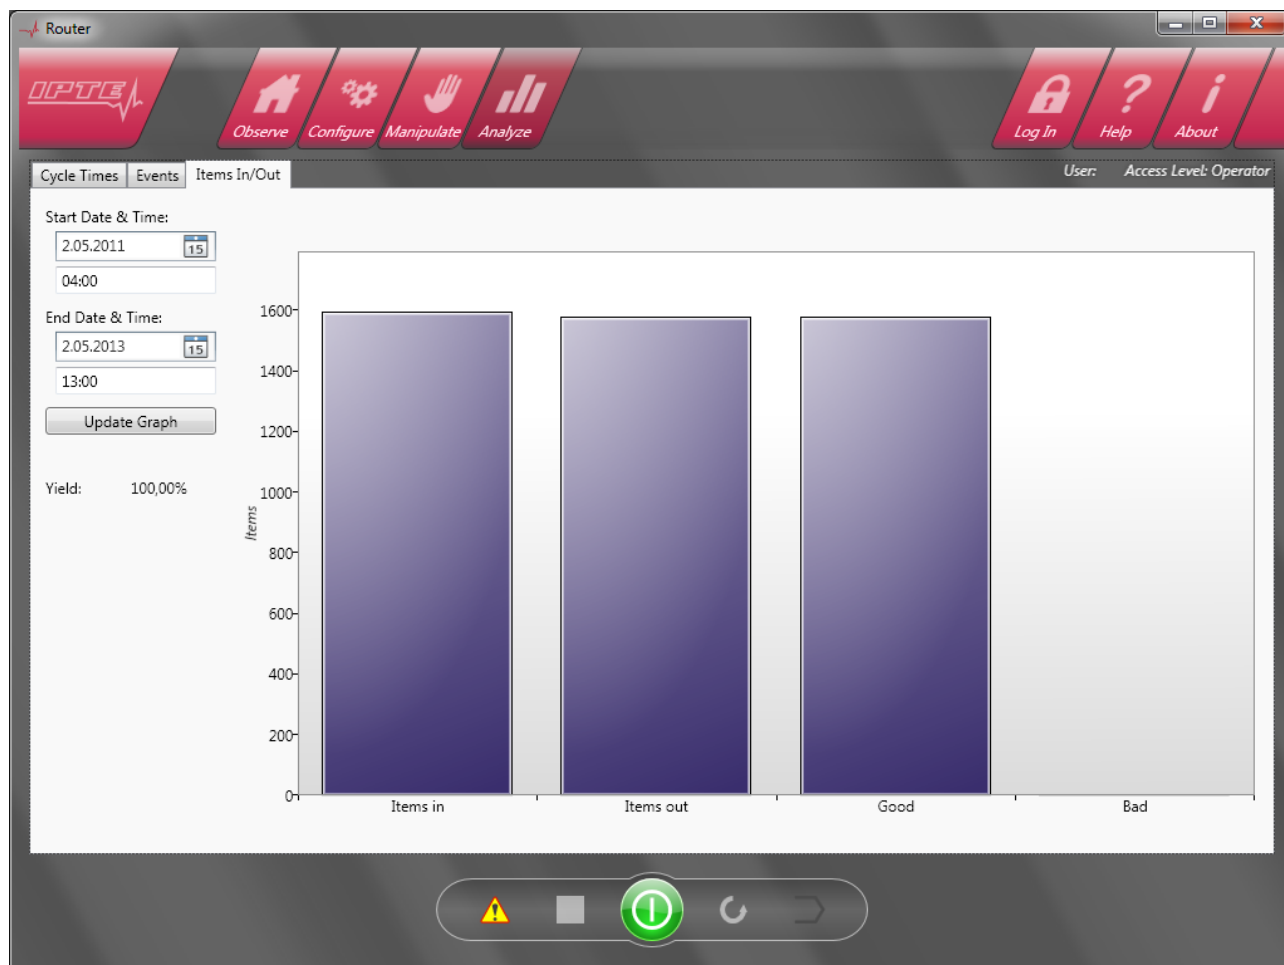 Router
IPTE
Observe
Configure
Manipulate
Analyze
Log In
Help
About
Cycle Times
Events
Items In/Out
User:
Access Level: Operator
Start Date & Time:
2.05.2011
15
04:00
End Date & Time:
2.05.2013
15
13:00
Update Graph
Yield: 100,00%
Items
1600
1400
1200
1000
800
600
400
200
0
Items in
Items out
Good
Bad